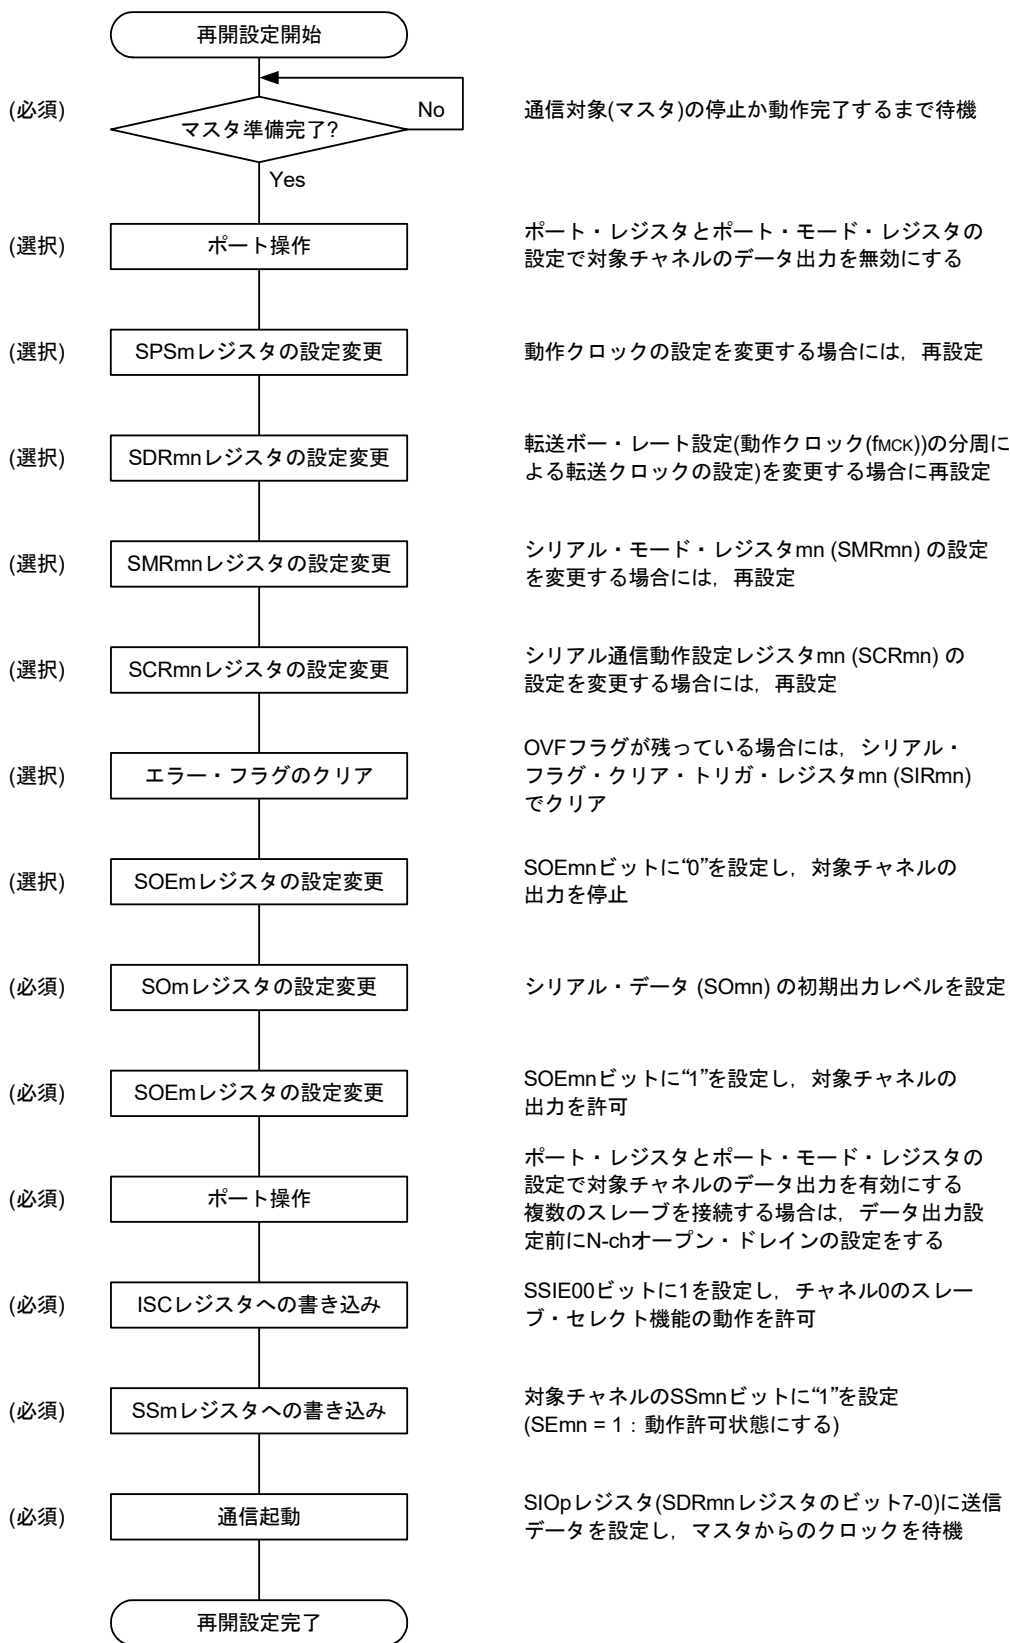 再開設定開始
(必須)
マスタ準備完了?
No
通信対象(マスタ)の停止か動作完了するまで待機
Yes
(選択)
ポート操作
ポート・レジスタとポート・モード・レジスタの
設定で対象チャネルのデータ出力を無効にする
(選択)
SPSmレジスタの設定変更
動作クロックの設定を変更する場合には，再設定
(選択)
SDRmnレジスタの設定変更
転送ボー・レート設定(動作クロック(fMCK))の分周に
よる転送クロックの設定)を変更する場合に再設定
(選択)
SMRmnレジスタの設定変更
シリアル・モード・レジスタmn (SMRmn) の設定
を変更する場合には，再設定
(選択)
SCRmnレジスタの設定変更
シリアル通信動作設定レジスタmn (SCRmn) の
設定を変更する場合には，再設定
(選択)
エラー・フラグのクリア
OVFフラグが残っている場合には，シリアル・
フラグ・クリア・トリガ・レジスタmn (SIRmn)
でクリア
(選択)
SOEmレジスタの設定変更
SOEmnビットに“0”を設定し，対象チャネルの
出力を停止
(必須)
SOmレジスタの設定変更
シリアル・データ (SOmn) の初期出力レベルを設定
(必須)
SOEmレジスタの設定変更
SOEmnビットに“1”を設定し，対象チャネルの
出力を許可
(必須)
ポート操作
ポート・レジスタとポート・モード・レジスタの
設定で対象チャネルのデータ出力を有効にする
複数のスレーブを接続する場合は，データ出力設
定前にN-chオープン・ドレインの設定をする
(必須)
ISCレジスタへの書き込み
SSIE00ビットに1を設定し，チャネル0のスレー
ブ・セレクト機能の動作を許可
(必須)
SSmレジスタへの書き込み
対象チャネルのSSmnビットに“1”を設定
(SEmn = 1：動作許可状態にする)
(必須)
通信起動
SIOpレジスタ(SDRmnレジスタのビット7-0)に送信
データを設定し，マスタからのクロックを待機
再開設定完了